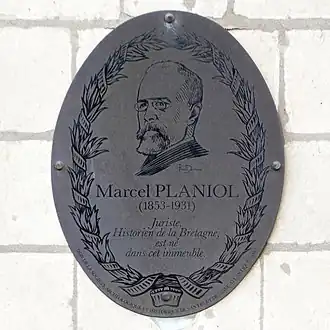 Marcel PLANIOL
(1853-1931)
Juriste,
Historien de la Bretagne,
est né
dans cet immeuble.